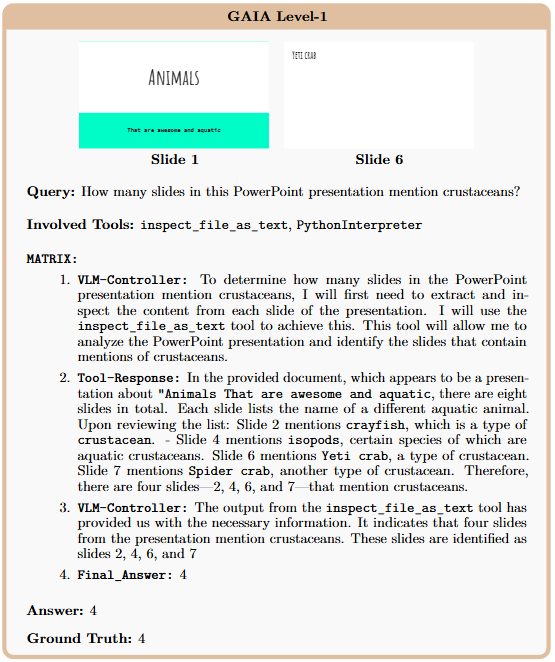 GAIA Level-1
Animals
That are awesome and aquatic
Yeti crab
Slide 1
Slide 6
Query: How many slides in this PowerPoint presentation mention crustaceans?
Involved Tools: inspect_file_as_text, PythonInterpreter
MATRIX:
1. VLM-Controller: To determine how many slides in the PowerPoint
presentation mention crustaceans, I will first need to extract and in-
spect the content from each slide of the presentation. I will use the
inspect_file_as_text tool to achieve this. This tool will allow me to
analyze the PowerPoint presentation and identify the slides that contain
mentions of crustaceans.
2. Tool-Response: In the provided document, which appears to be a presen-
tation about "Animals That are awesome and aquatic, there are eight
slides in total. Each slide lists the name of a different aquatic animal.
Upon reviewing the list: Slide 2 mentions crayfish, which is a type of
crustacean. - Slide 4 mentions isopods, certain species of which are
aquatic crustaceans. Slide 6 mentions Yeti crab, a type of crustacean.
Slide 7 mentions Spider crab, another type of crustacean. Therefore,
there are four slides—2, 4, 6, and 7—that mention crustaceans.
3. VLM-Controller: The output from the inspect_file_as_text tool has
provided us with the necessary information. It indicates that four slides
from the presentation mention crustaceans. These slides are identified as
slides 2, 4, 6, and 7
4. Final_Answer: 4
Answer: 4
Ground Truth: 4